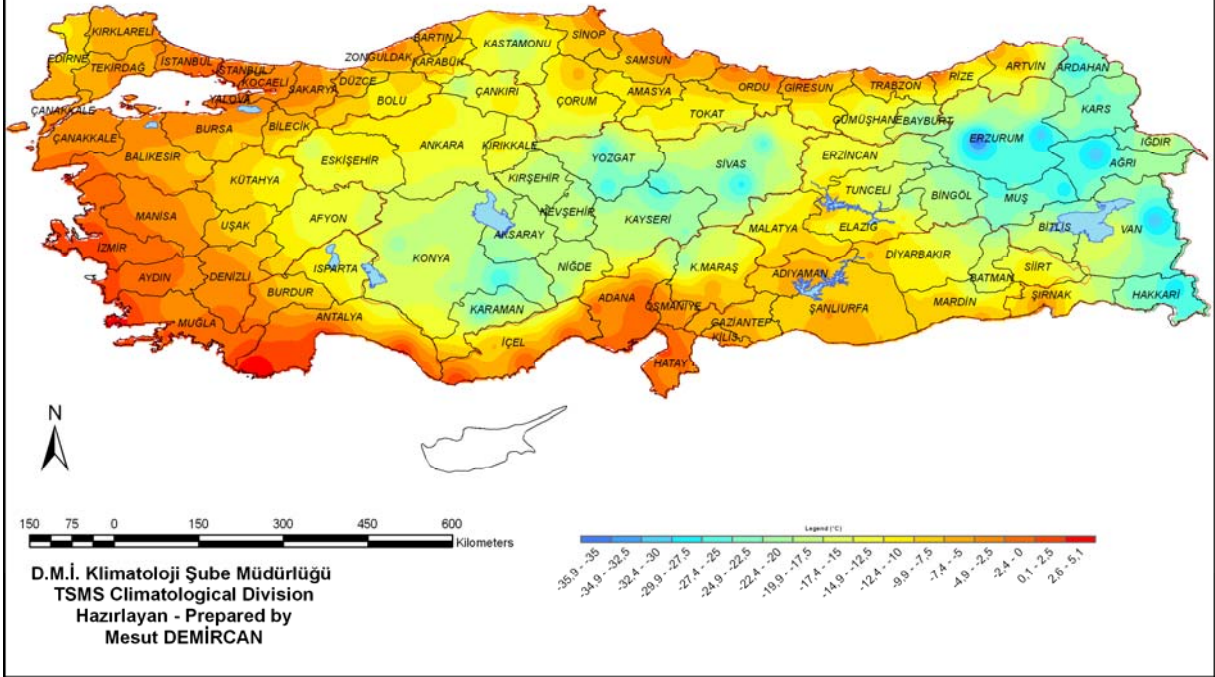 KIRKLARELİ
EDİRNE
TEKİRDAĞ
İSTANBUL
İSTANBUL
KOCAELİ
YALOVA
SAKARYA
DÜZCE
ZONGULDAK
BARTIN
KARABÜK
KASTAMONU
SİNOP
SAMSUN
ORDU
GİRESUN
TRABZON
RİZE
ARTVİN
ARDAHAN
ÇANAKKALE
ÇANAKKALE
BURSA
BİLECİK
BOLU
ÇANKIRI
ÇORUM
AMASYA
TOKAT
GÜMÜŞHANE
BAYBURT
ERZURUM
KARS
IĞDIR
BALIKESİR
KÜTAHYA
ESKİŞEHİR
ANKARA
KIRIKKALE
YOZGAT
SİVAS
ERZİNCAN
AĞRI
KIRŞEHİR
TUNCELİ
BİNGÖL
MUŞ
MANİSA
UŞAK
AFYON
NEVŞEHİR
KAYSERİ
MALATYA
ELAZIĞ
BİTLİS
VAN
İZMİR
AKSARAY
KONYA
NİĞDE
K.MARAŞ
ADIYAMAN
DİYARBAKIR
BATMAN
SİİRT
AYDIN
DENİZLİ
ISPARTA
BURDUR
KARAMAN
ADANA
OSMANİYE
GAZİANTEP
ŞANLIURFA
MARDİN
ŞIRNAK
HAKKARİ
MUĞLA
ANTALYA
İÇEL
KİLİS
HATAY
N
150 75 0 150 300 450 600
Kilometers
D.M.İ. Klimatoloji Şube Müdürlüğü
TSMS Climatological Division
Hazırlayan - Prepared by
Mesut DEMİRCAN
Legend (°C)
-35,9 - -35
-34,9 - -32,5
-32,4 - -30
-29,9 - -27,5
-27,4 - -25
-24,9 - -22,5
-22,4 - -20
-19,9 - -17,5
-17,4 - -15
-14,9 - -12,5
-12,4 - -10
-9,9 - -7,5
-7,4 - -5
-4,9 - -2,5
-2,4 - 0
0,1 - 2,5
2,6 - 5,1